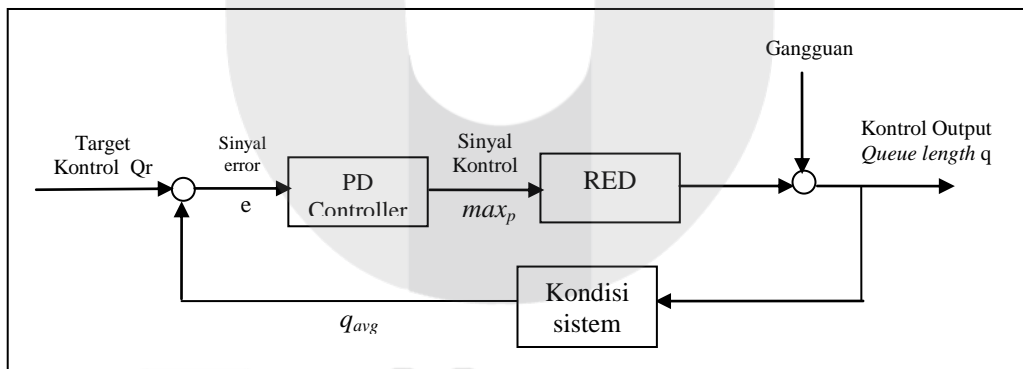 Gangguan
Target
Kontrol Qr
Sinyal
error
e
PD
Controller
Sinyal
Kontrol
max_p
RED
Kontrol Output
Queue length q
Kondisi
sistem
q_avg